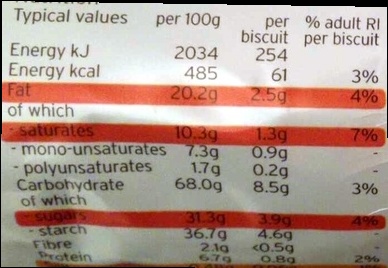 Typical values per 100g per biscuit % adult RI per biscuit
Energy kJ 2034 254
Energy kcal 485 61 3%
Fat 20.2g 2.5g 4%
of which
- saturates 10.3g 1.3g 7%
- mono-unsaturates 7.3g 0.9g -
- polyunsaturates 1.7g 0.2g -
Carbohydrate 68.0g 8.5g 3%
of which
- sugars 31.3g 3.9g 4%
- starch 36.7g 4.6g -
Fibre 2.1g <0.5g -
Protein 6.7g 0.8g 2%